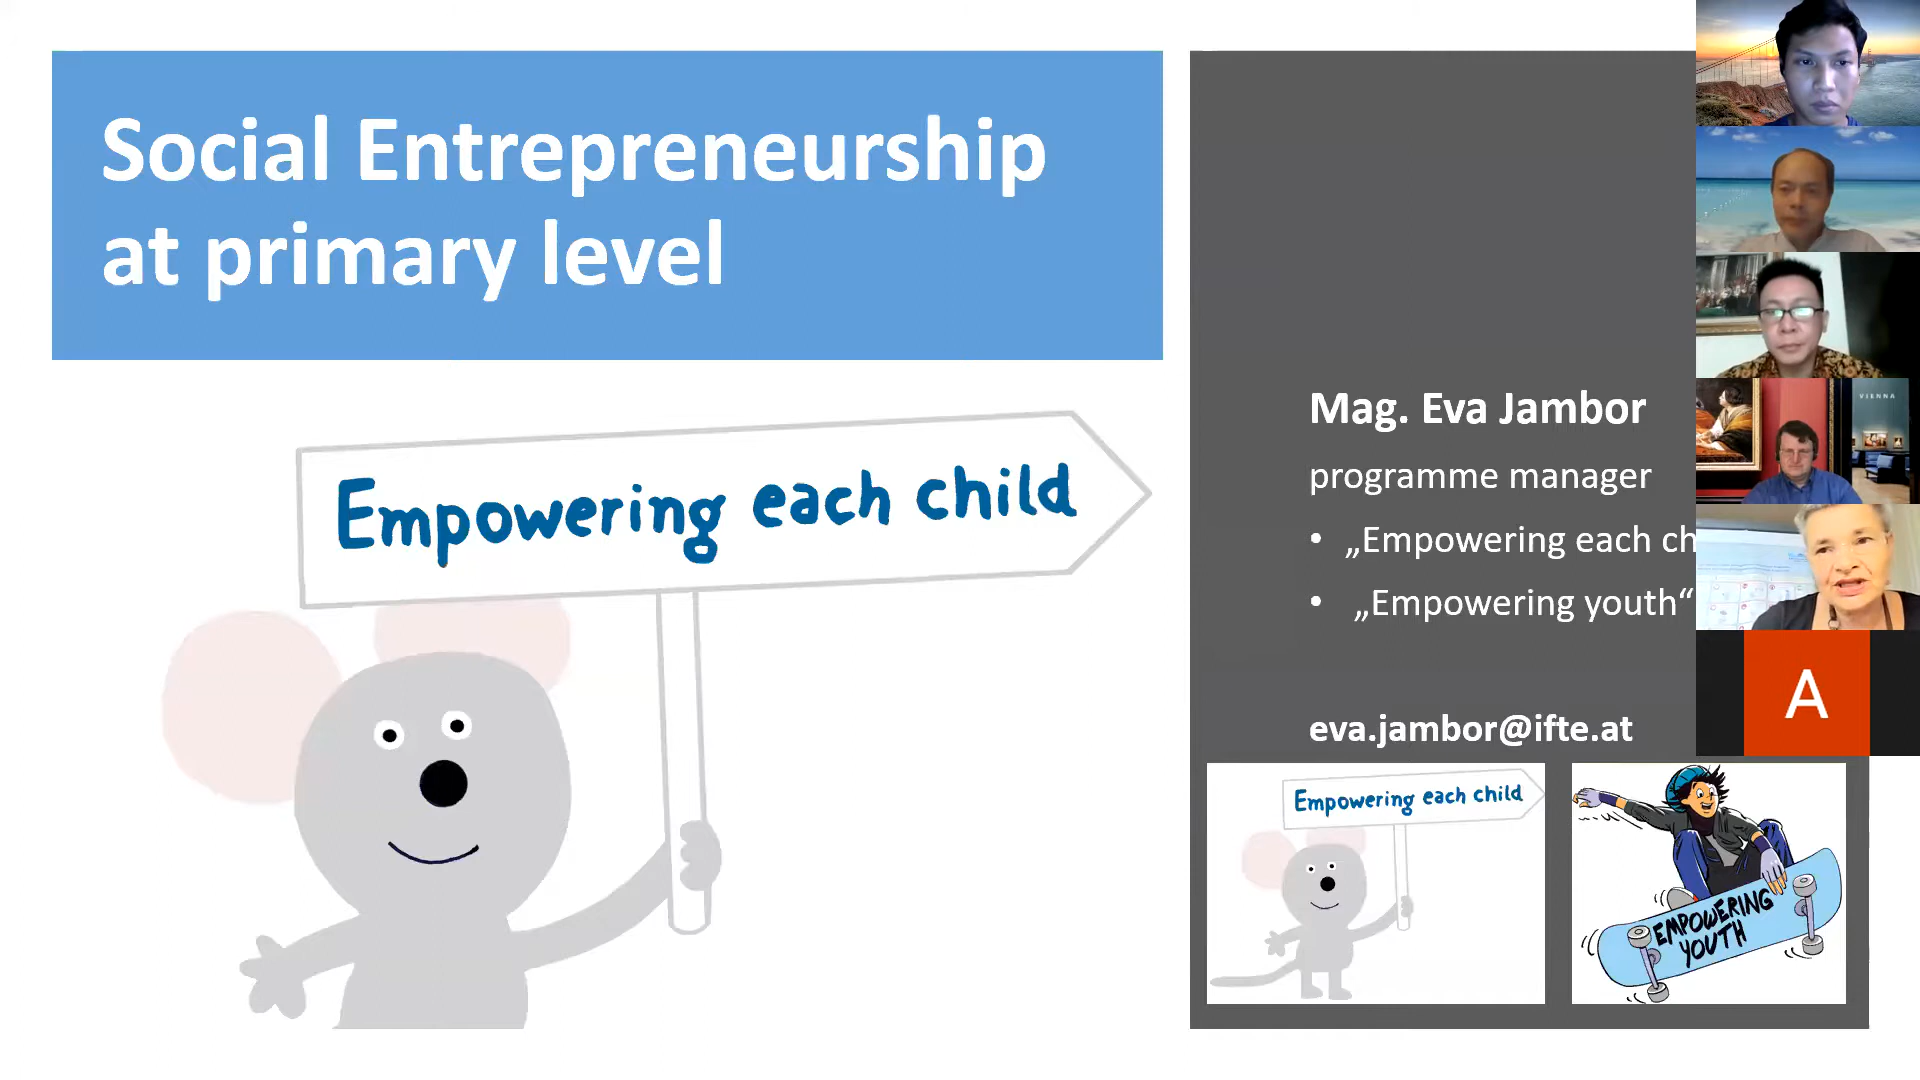 Social Entrepreneurship
at primary level
Empowering each child
Mag. Eva Jambor
programme manager
• „Empowering each ch
• „Empowering youth“
eva.jambor@ifte.at
Empowering each child
EMPOWERING
YOUTH
VIENNA
A